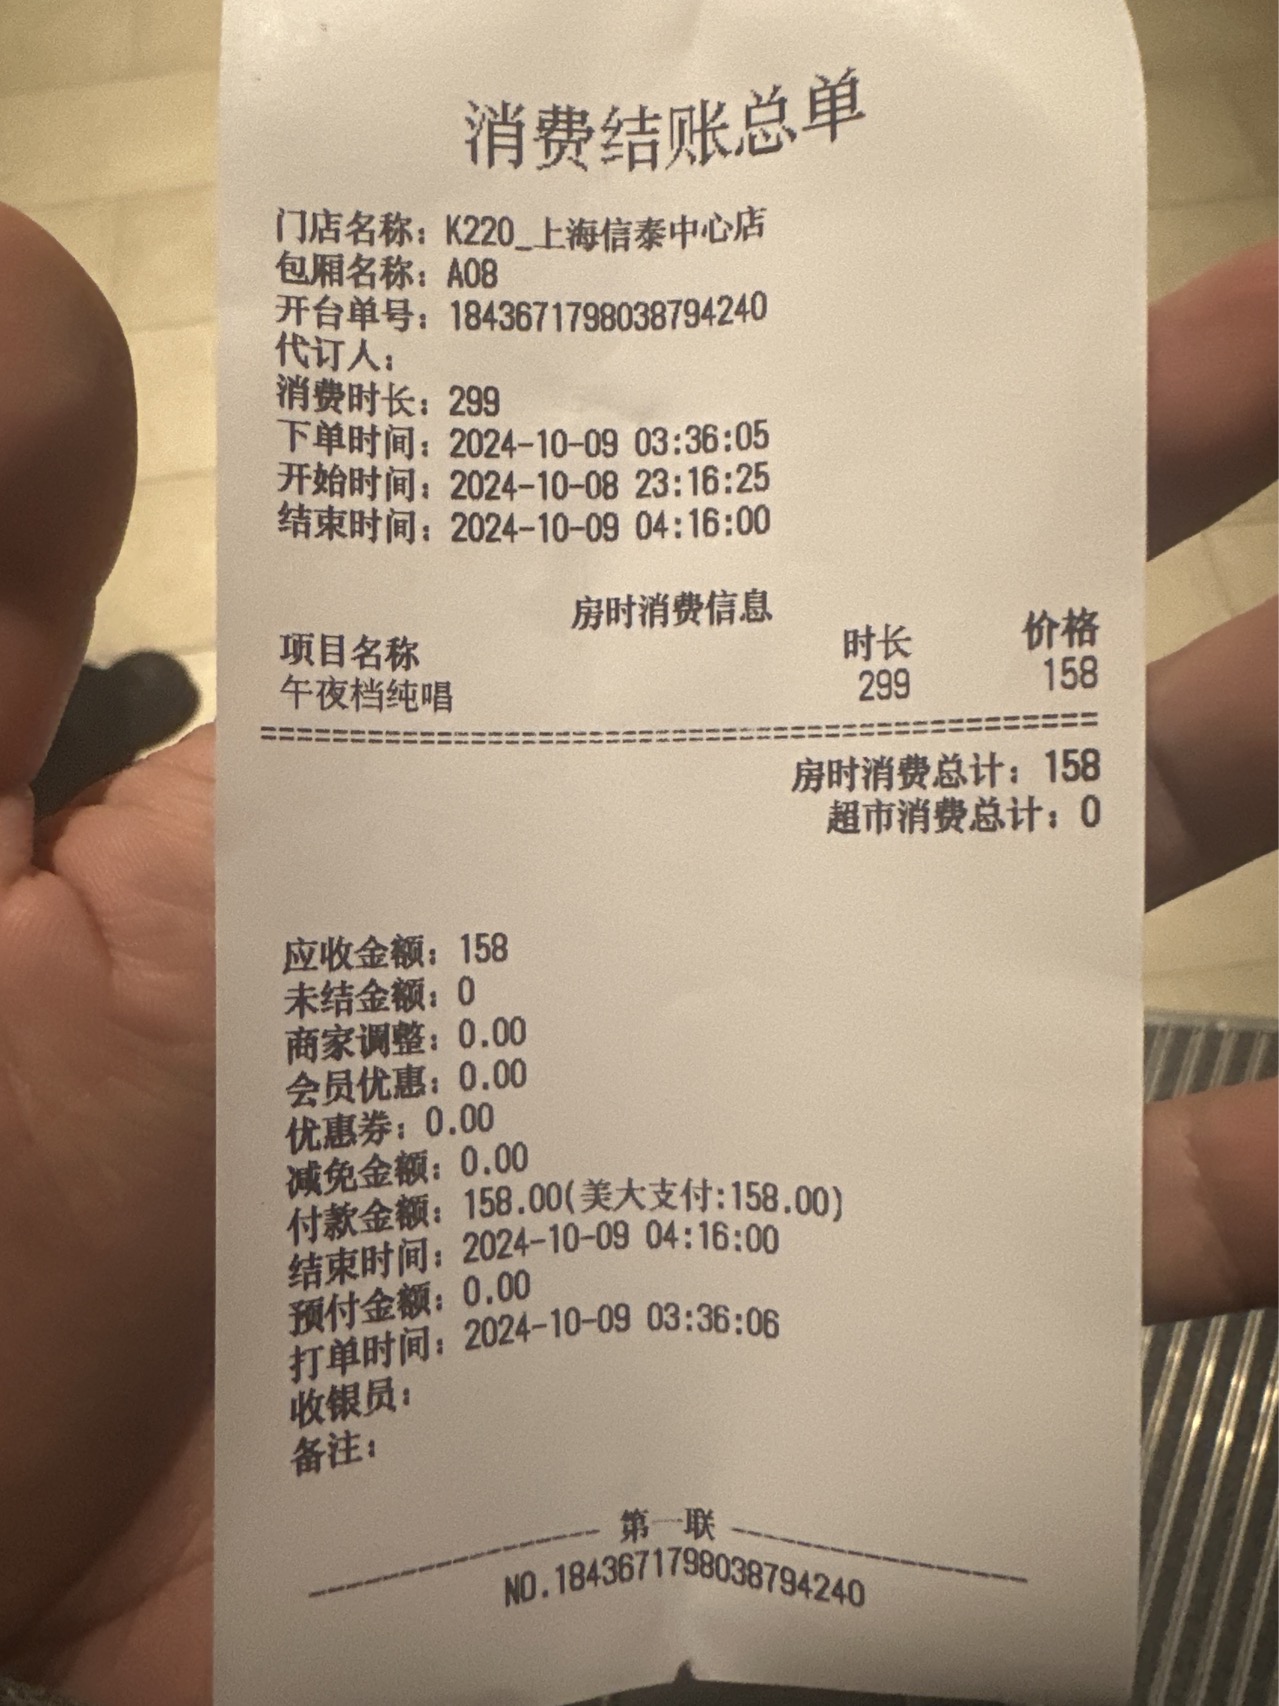 消费结账总单
门店名称：K220_上海信泰中心店
包厢名称：A08
开台单号：1843671798038794240
代订人：
消费时长：299
下单时间：2024-10-09 03:36:05
开始时间：2024-10-08 23:16:25
结束时间：2024-10-09 04:16:00
房时消费信息
项目名称 时长 价格
午夜档纯唱 299 158
==================================================
房时消费总计：158
超市消费总计：0
应收金额：158
未结金额：0
商家调整：0.00
会员优惠：0.00
优惠券：0.00
减免金额：0.00
付款金额：158.00(美大支付:158.00)
结束时间：2024-10-09 04:16:00
预付金额：0.00
打单时间：2024-10-09 03:36:06
收银员：
备注：
第一联
NO.1843671798038794240